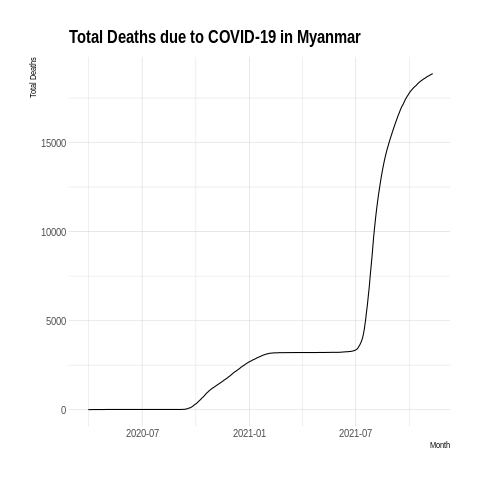 Total Deaths due to COVID-19 in Myanmar
Total Deaths
15000
10000
5000
0
2020-07 2021-01 2021-07
Month